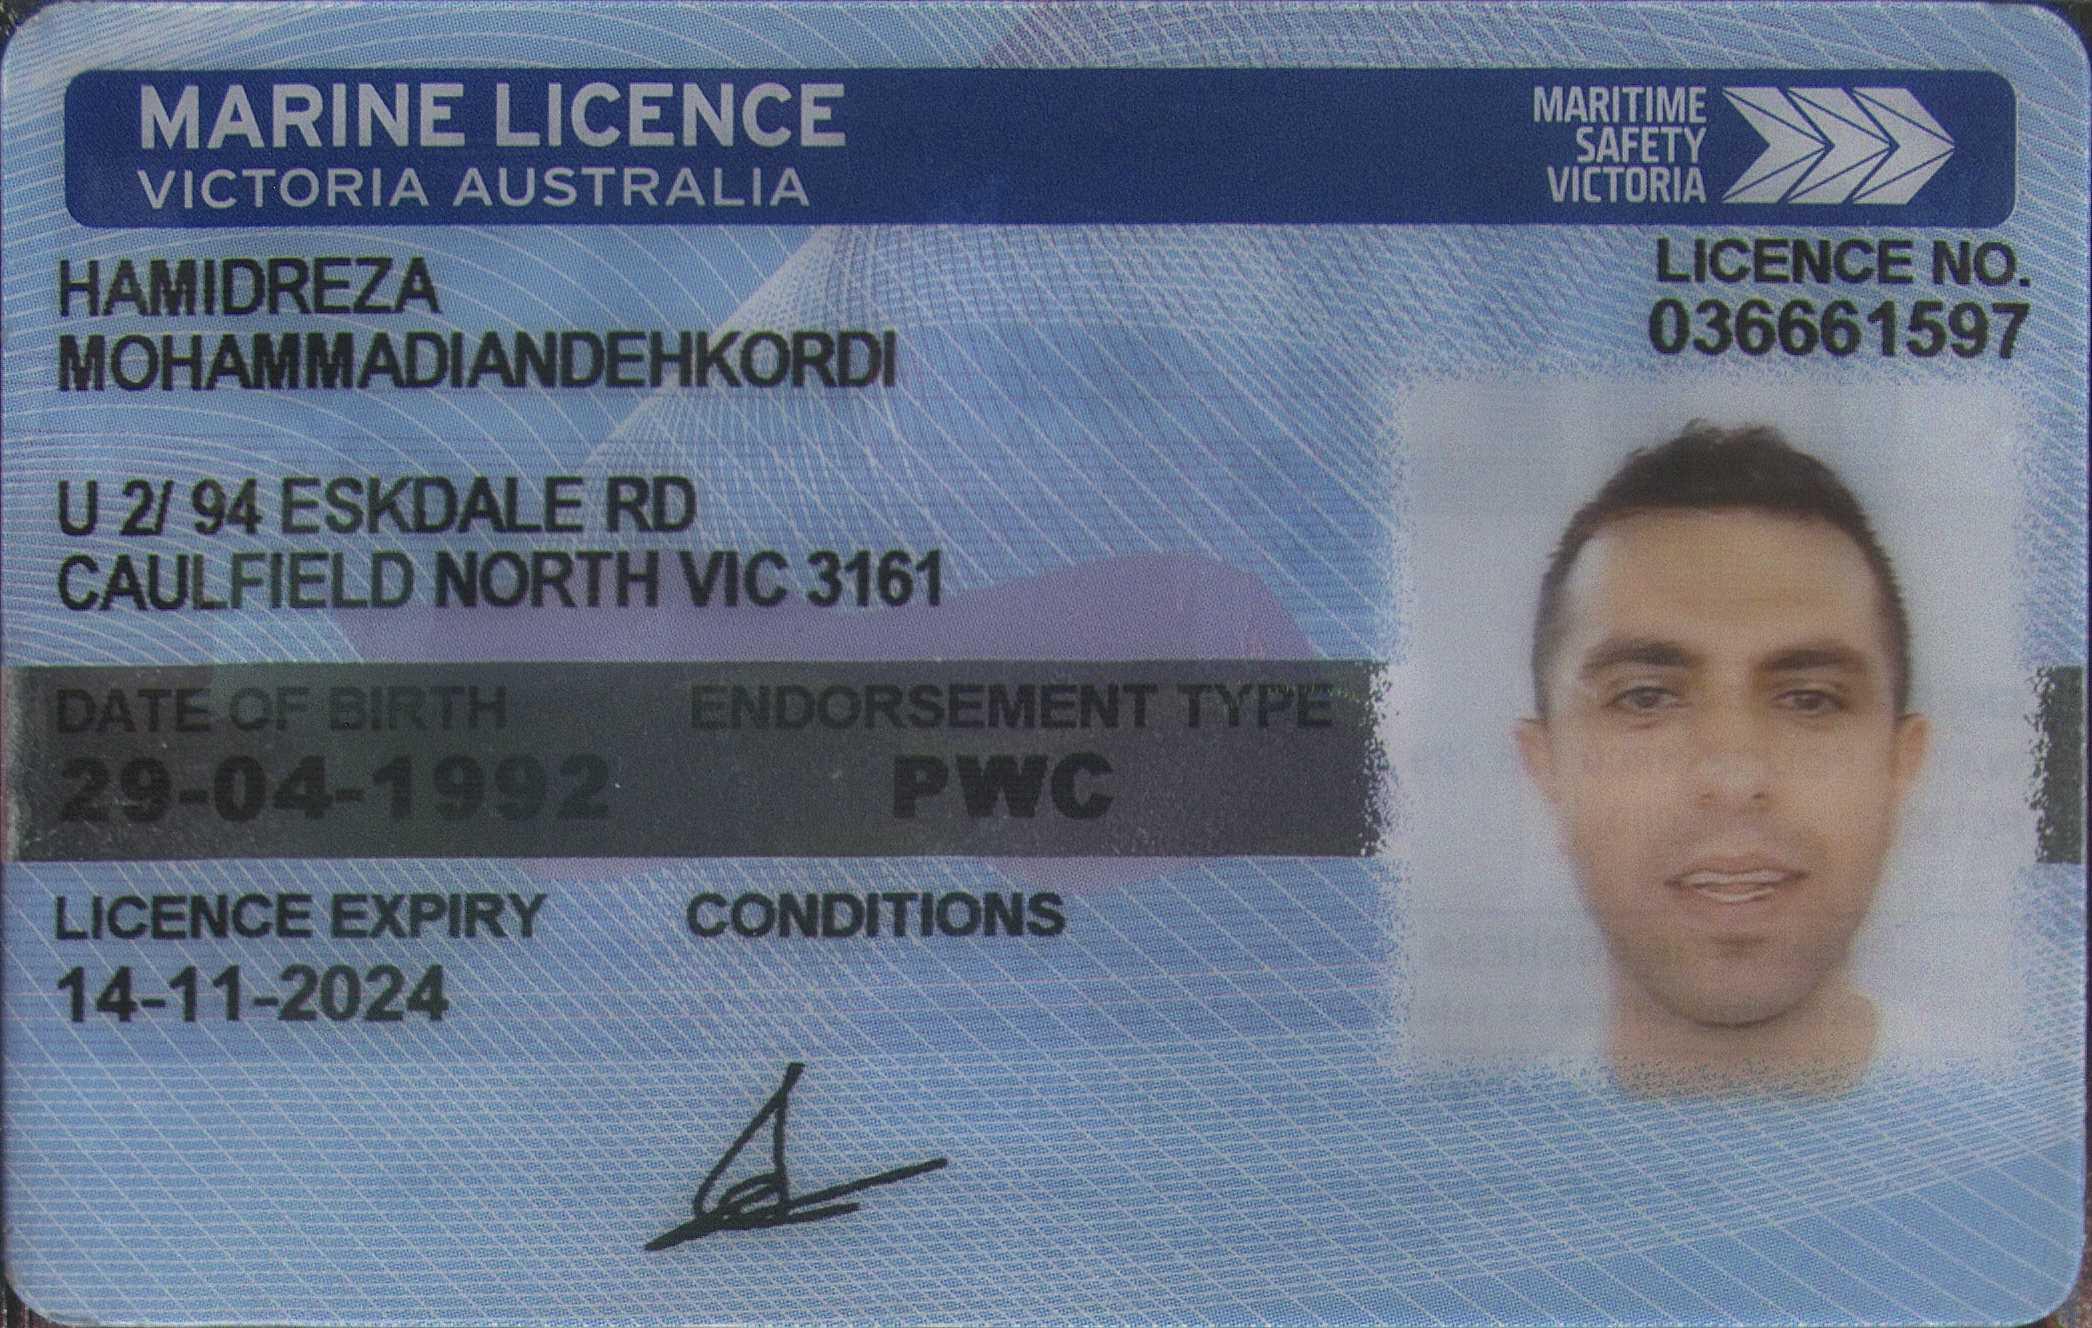 MARINE LICENCE
VICTORIA AUSTRALIA
MARITIME
SAFETY
VICTORIA
HAMIDREZA
MOHAMMADIANDEHKORDI
LICENCE NO.
036661597
U 2/ 94 ESKDALE RD
CAULFIELD NORTH VIC 3161
DATE OF BIRTH
29-04-1992
ENDORSEMENT TYPE
PWC
LICENCE EXPIRY
14-11-2024
CONDITIONS